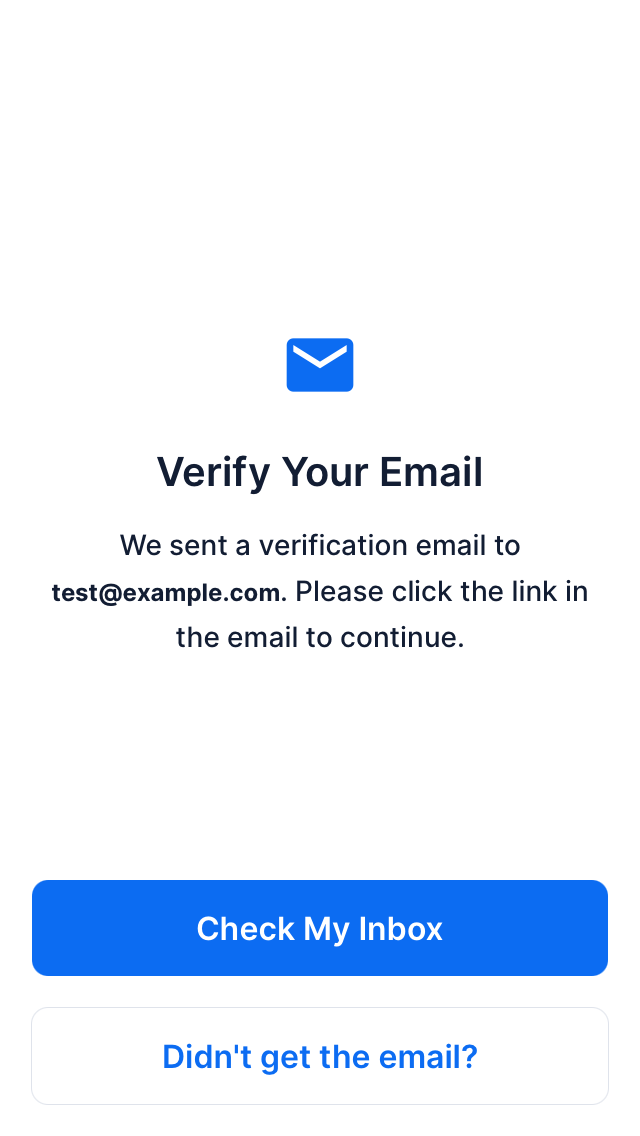 Verify Your Email
We sent a verification email to
test@example.com. Please click the link in
the email to continue.
Check My Inbox
Didn't get the email?